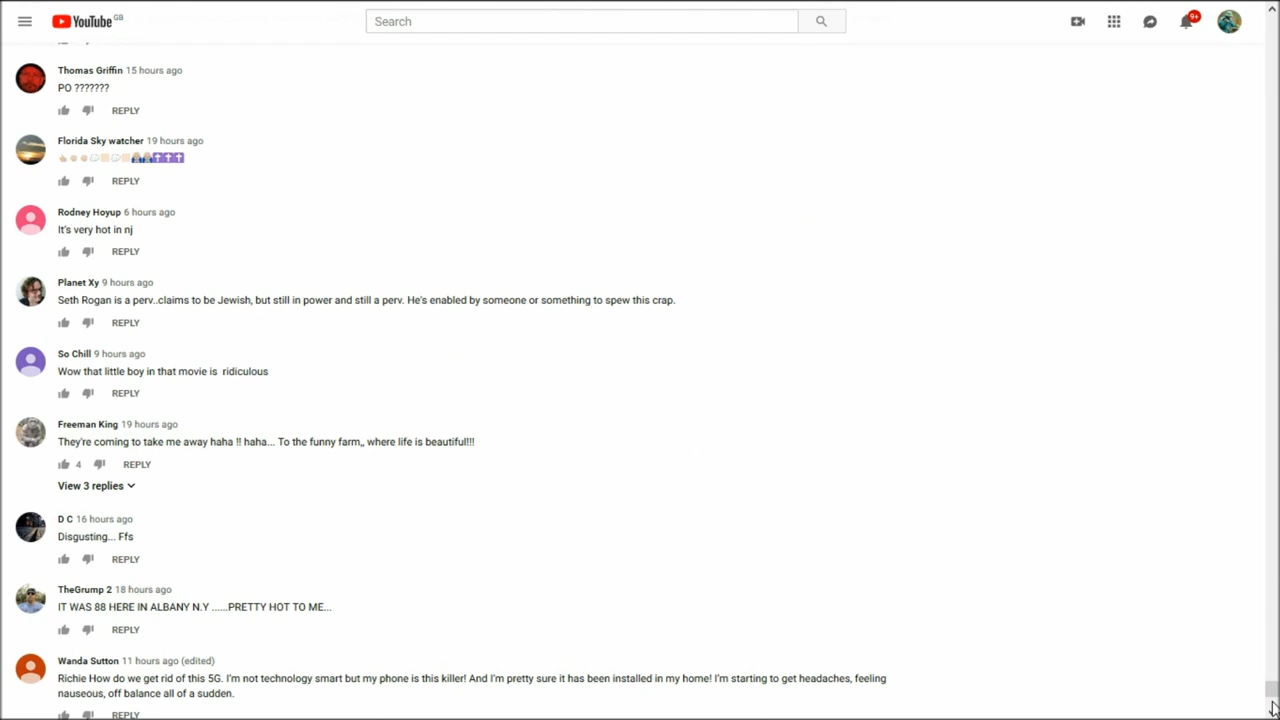 YouTube GB
Search
9+
Thomas Griffin 15 hours ago
PO ???????
REPLY
Florida Sky watcher 19 hours ago
REPLY
Rodney Hoyup 6 hours ago
It's very hot in nj
REPLY
Planet Xy 9 hours ago
Seth Rogan is a perv..claims to be Jewish, but still in power and still a perv. He's enabled by someone or something to spew this crap.
REPLY
So Chill 9 hours ago
Wow that little boy in that movie is  ridiculous
REPLY
Freeman King 19 hours ago
They're coming to take me away haha !! haha... To the funny farm,, where life is beautiful!!!
4 REPLY
View 3 replies
D C 16 hours ago
Disgusting... Ffs
REPLY
TheGrump 2 18 hours ago
IT WAS 88 HERE IN ALBANY N.Y ......PRETTY HOT TO ME...
REPLY
Wanda Sutton 11 hours ago (edited)
Richie How do we get rid of this 5G. I'm not technology smart but my phone is this killer! And I'm pretty sure it has been installed in my home! I'm starting to get headaches, feeling
nauseous, off balance all of a sudden.
REPLY